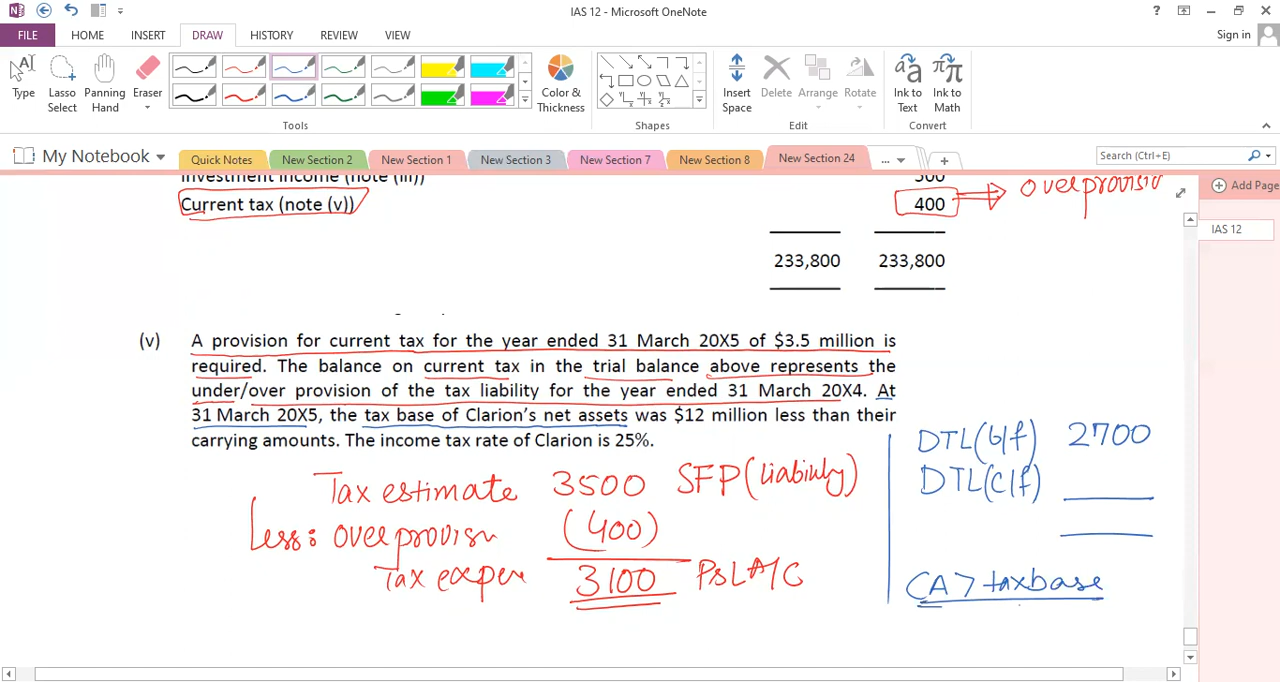 IAS 12 - Microsoft OneNote
?
FILE HOME INSERT DRAW HISTORY REVIEW VIEW
Sign in
Type
Lasso Select
Panning Hand
Eraser
Color & Thickness
Insert Space
Delete
Arrange
Rotate
Ink to Text
Ink to Math
Tools Shapes Edit Convert
My Notebook Quick Notes New Section 2 New Section 1 New Section 3 New Section 7 New Section 8 New Section 24 ... +
Search (Ctrl+E)
Add Page
IAS 12
Investment income (note (iii)) 500
Current tax (note (v)) 400 overprovisio
233,800 233,800
(v) A provision for current tax for the year ended 31 March 20X5 of $3.5 million is
required. The balance on current tax in the trial balance above represents the
under/over provision of the tax liability for the year ended 31 March 20X4. At
31 March 20X5, the tax base of Clarion's net assets was $12 million less than their
carrying amounts. The income tax rate of Clarion is 25%.
Tax estimate 3500 SFP (liability)
Less: overprovisn (400)
Tax expen 3100 P&L A/C
DTL(b/f) 2700
DTL(c/f)
CA > tax base